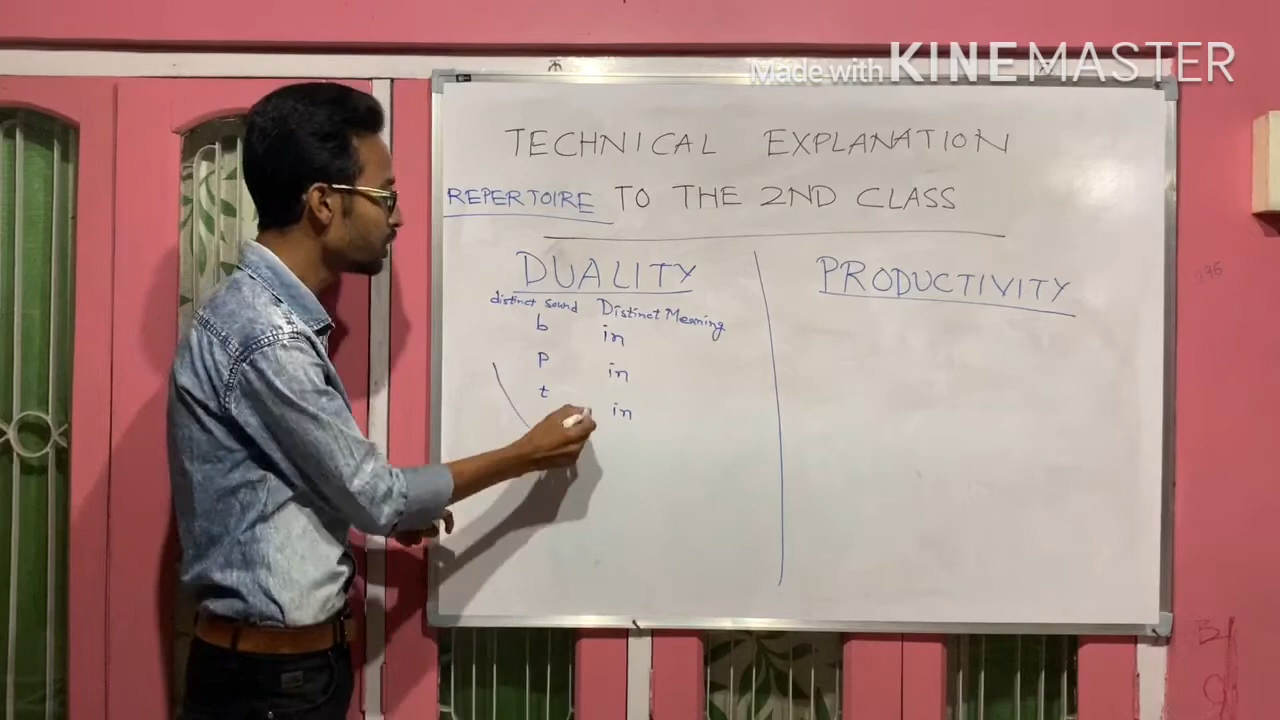 Made with KINEMASTER
TECHNICAL EXPLANATION
REPERTOIRE TO THE 2ND CLASS
DUALITY
distinct sound Distinct Meaning
b in
p in
t in
PRODUCTIVITY